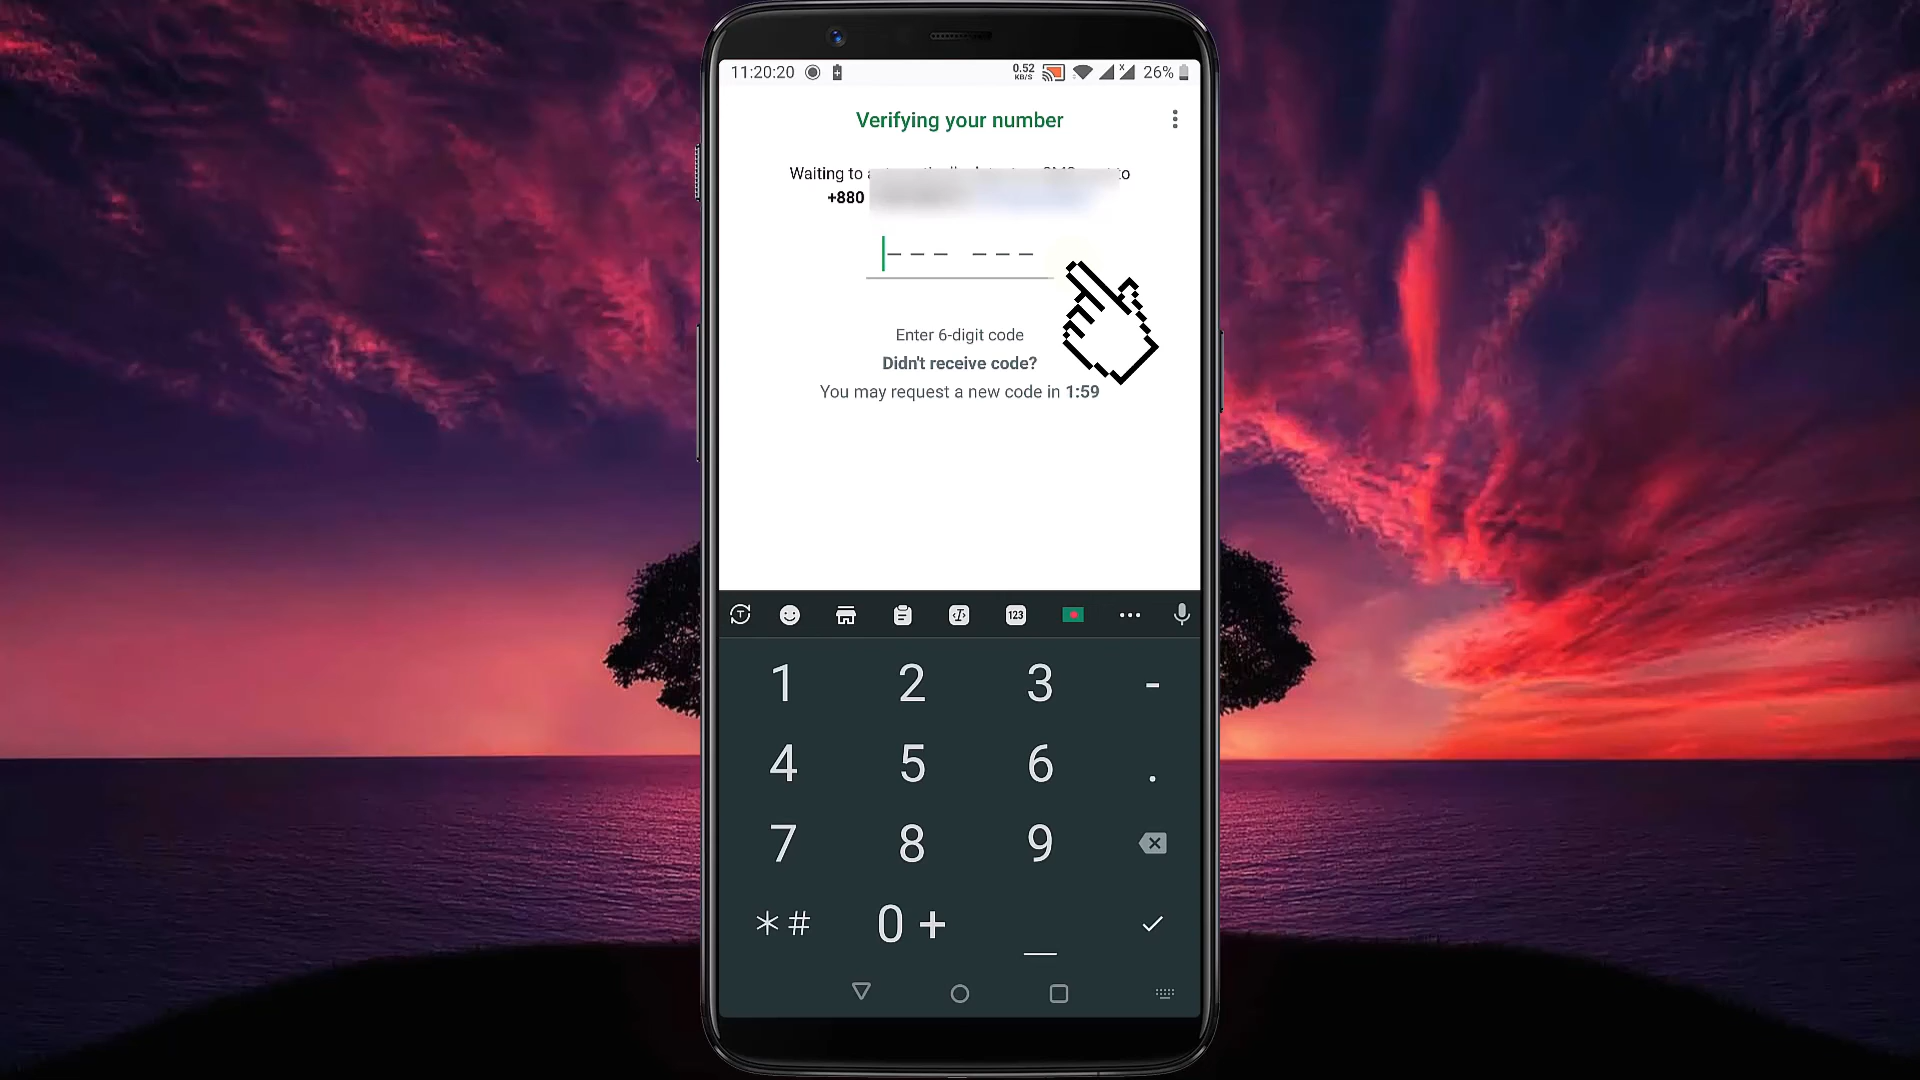 11:20:20 0.52 KB/S 26%
Verifying your number
Waiting to to
+880
Enter 6-digit code
Didn't receive code?
You may request a new code in 1:59
123
1 2 3 -
4 5 6 .
7 8 9
* # 0 + _